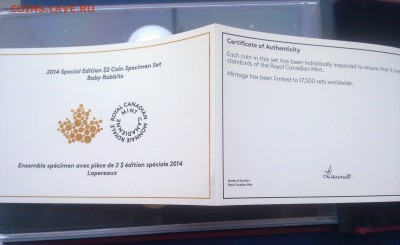 COINS.LAVE.RU
2014 Special Edition $2 Coin Specimen Set
Baby Rabbits
ROYAL CANADIAN MINT
MONNAIE ROYALE CANADIENNE
Ensemble spécimen avec pièce de 2 $ édition spéciale 2014
Lapereaux
Certificate of Authenticity
Each coin in this set has been individually inspected to ensure that it
standards of the Royal Canadian Mint.
Mintage has been limited to 17,500 sets worldwide.
Royal Canadian Mint